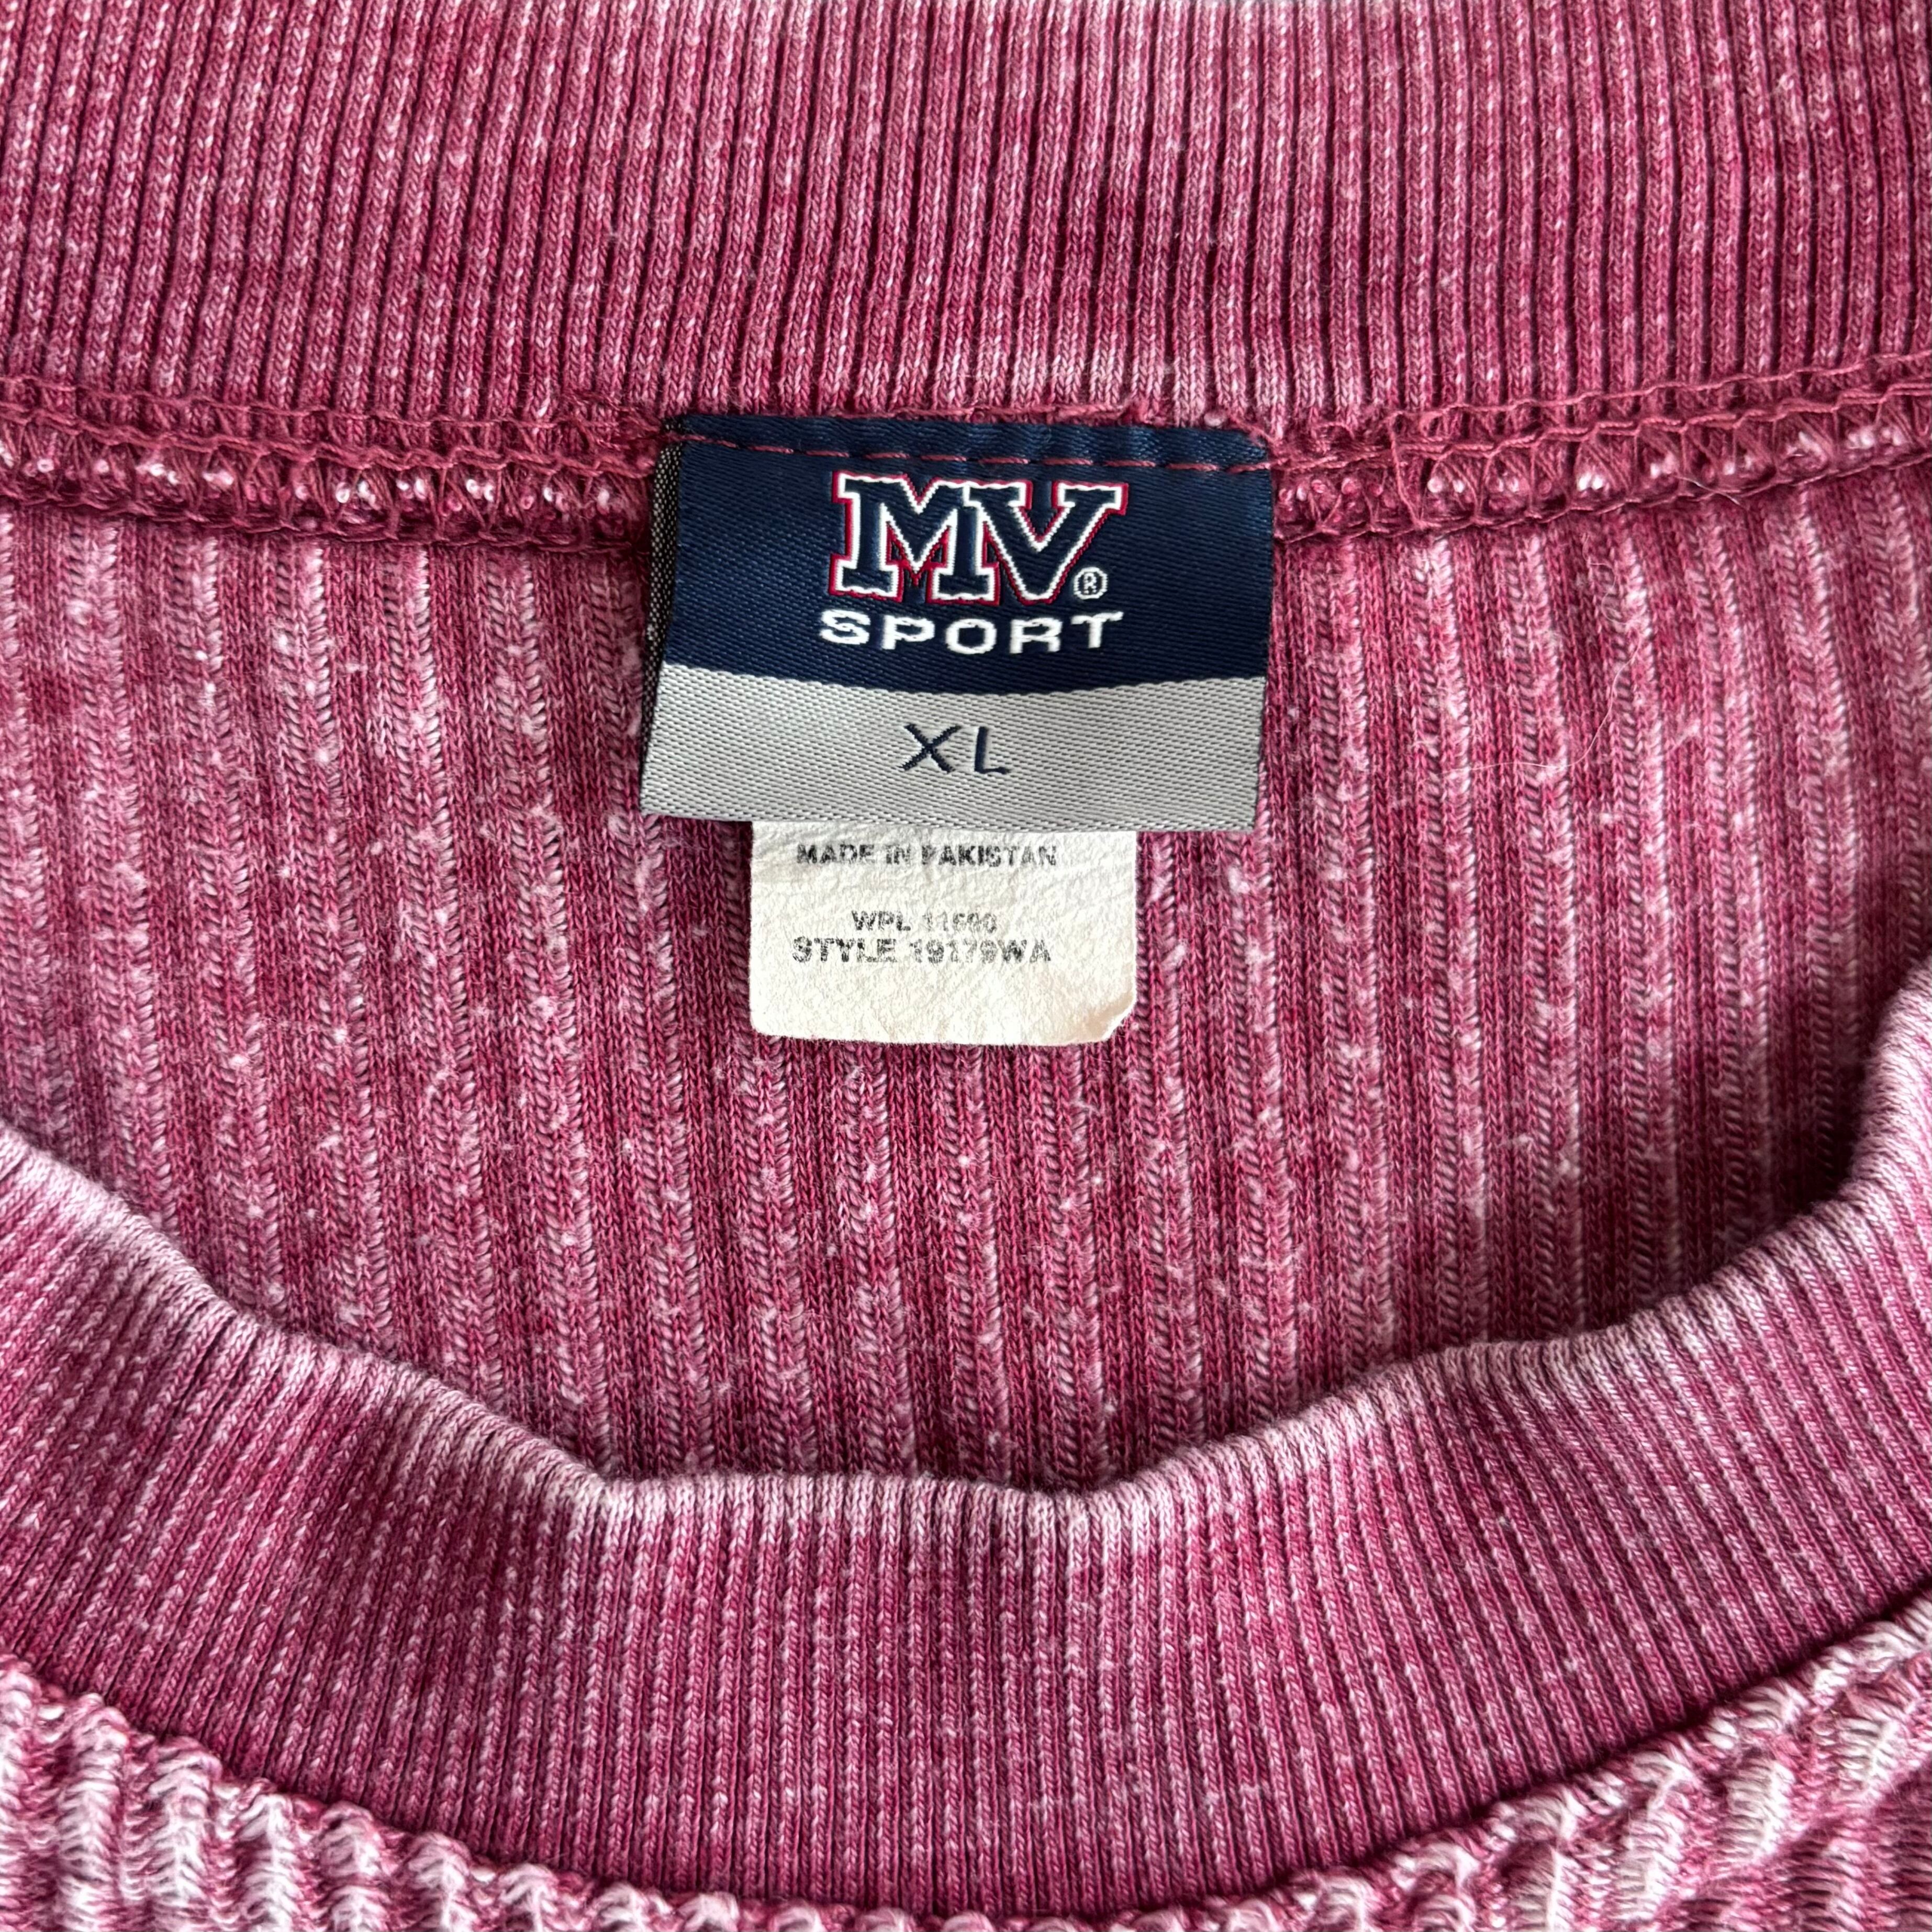 MV®
SPORT
XL
MADE IN PAKISTAN
WPL 11690
STYLE 19179WA